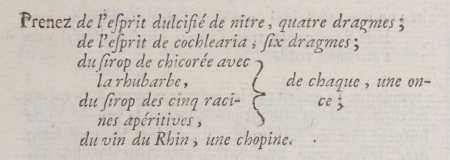 Prenez de l'eſprit dulcifié de nitre, quatre dragmes;
de l'eſprit de cochlearia, ſix dragmes;
du ſirop de chicorée avec
la rhubarbe, de chaque, une on-
du ſirop des cinq raci- ce;
nes apéritives,
du vin du Rhin, une chopine.